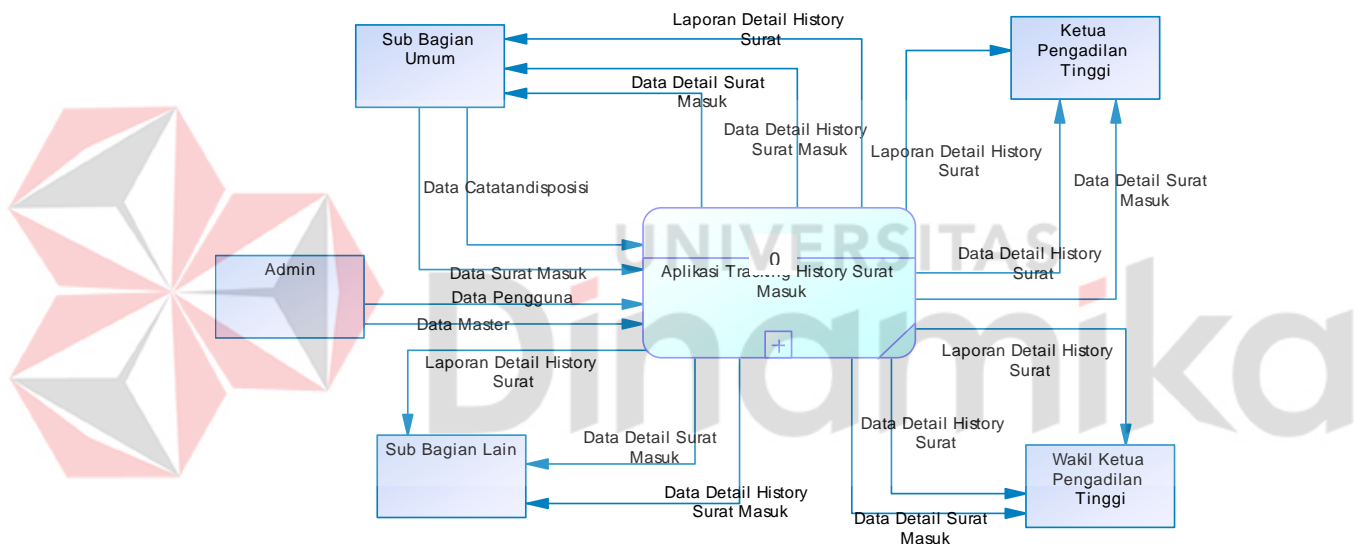 Laporan Detail History
Surat
Sub Bagian
Umum
Ketua
Pengadilan
Tinggi
Data Detail Surat
Masuk
Data Detail History
Surat Masuk
Laporan Detail History
Surat
Data Detail Surat
Masuk
Data Catatandisposisi
UNIVERSITAS
Dinamika
Admin
0
Aplikasi Tracking History Surat
Masuk
Data Detail History
Surat
Data Surat Masuk
Data Pengguna
Data Master
Laporan Detail History
Surat
Laporan Detail History
Surat
Sub Bagian Lain
Data Detail Surat
Masuk
Data Detail History
Surat
Wakil Ketua
Pengadilan
Tinggi
Data Detail History
Surat Masuk
Data Detail Surat
Masuk